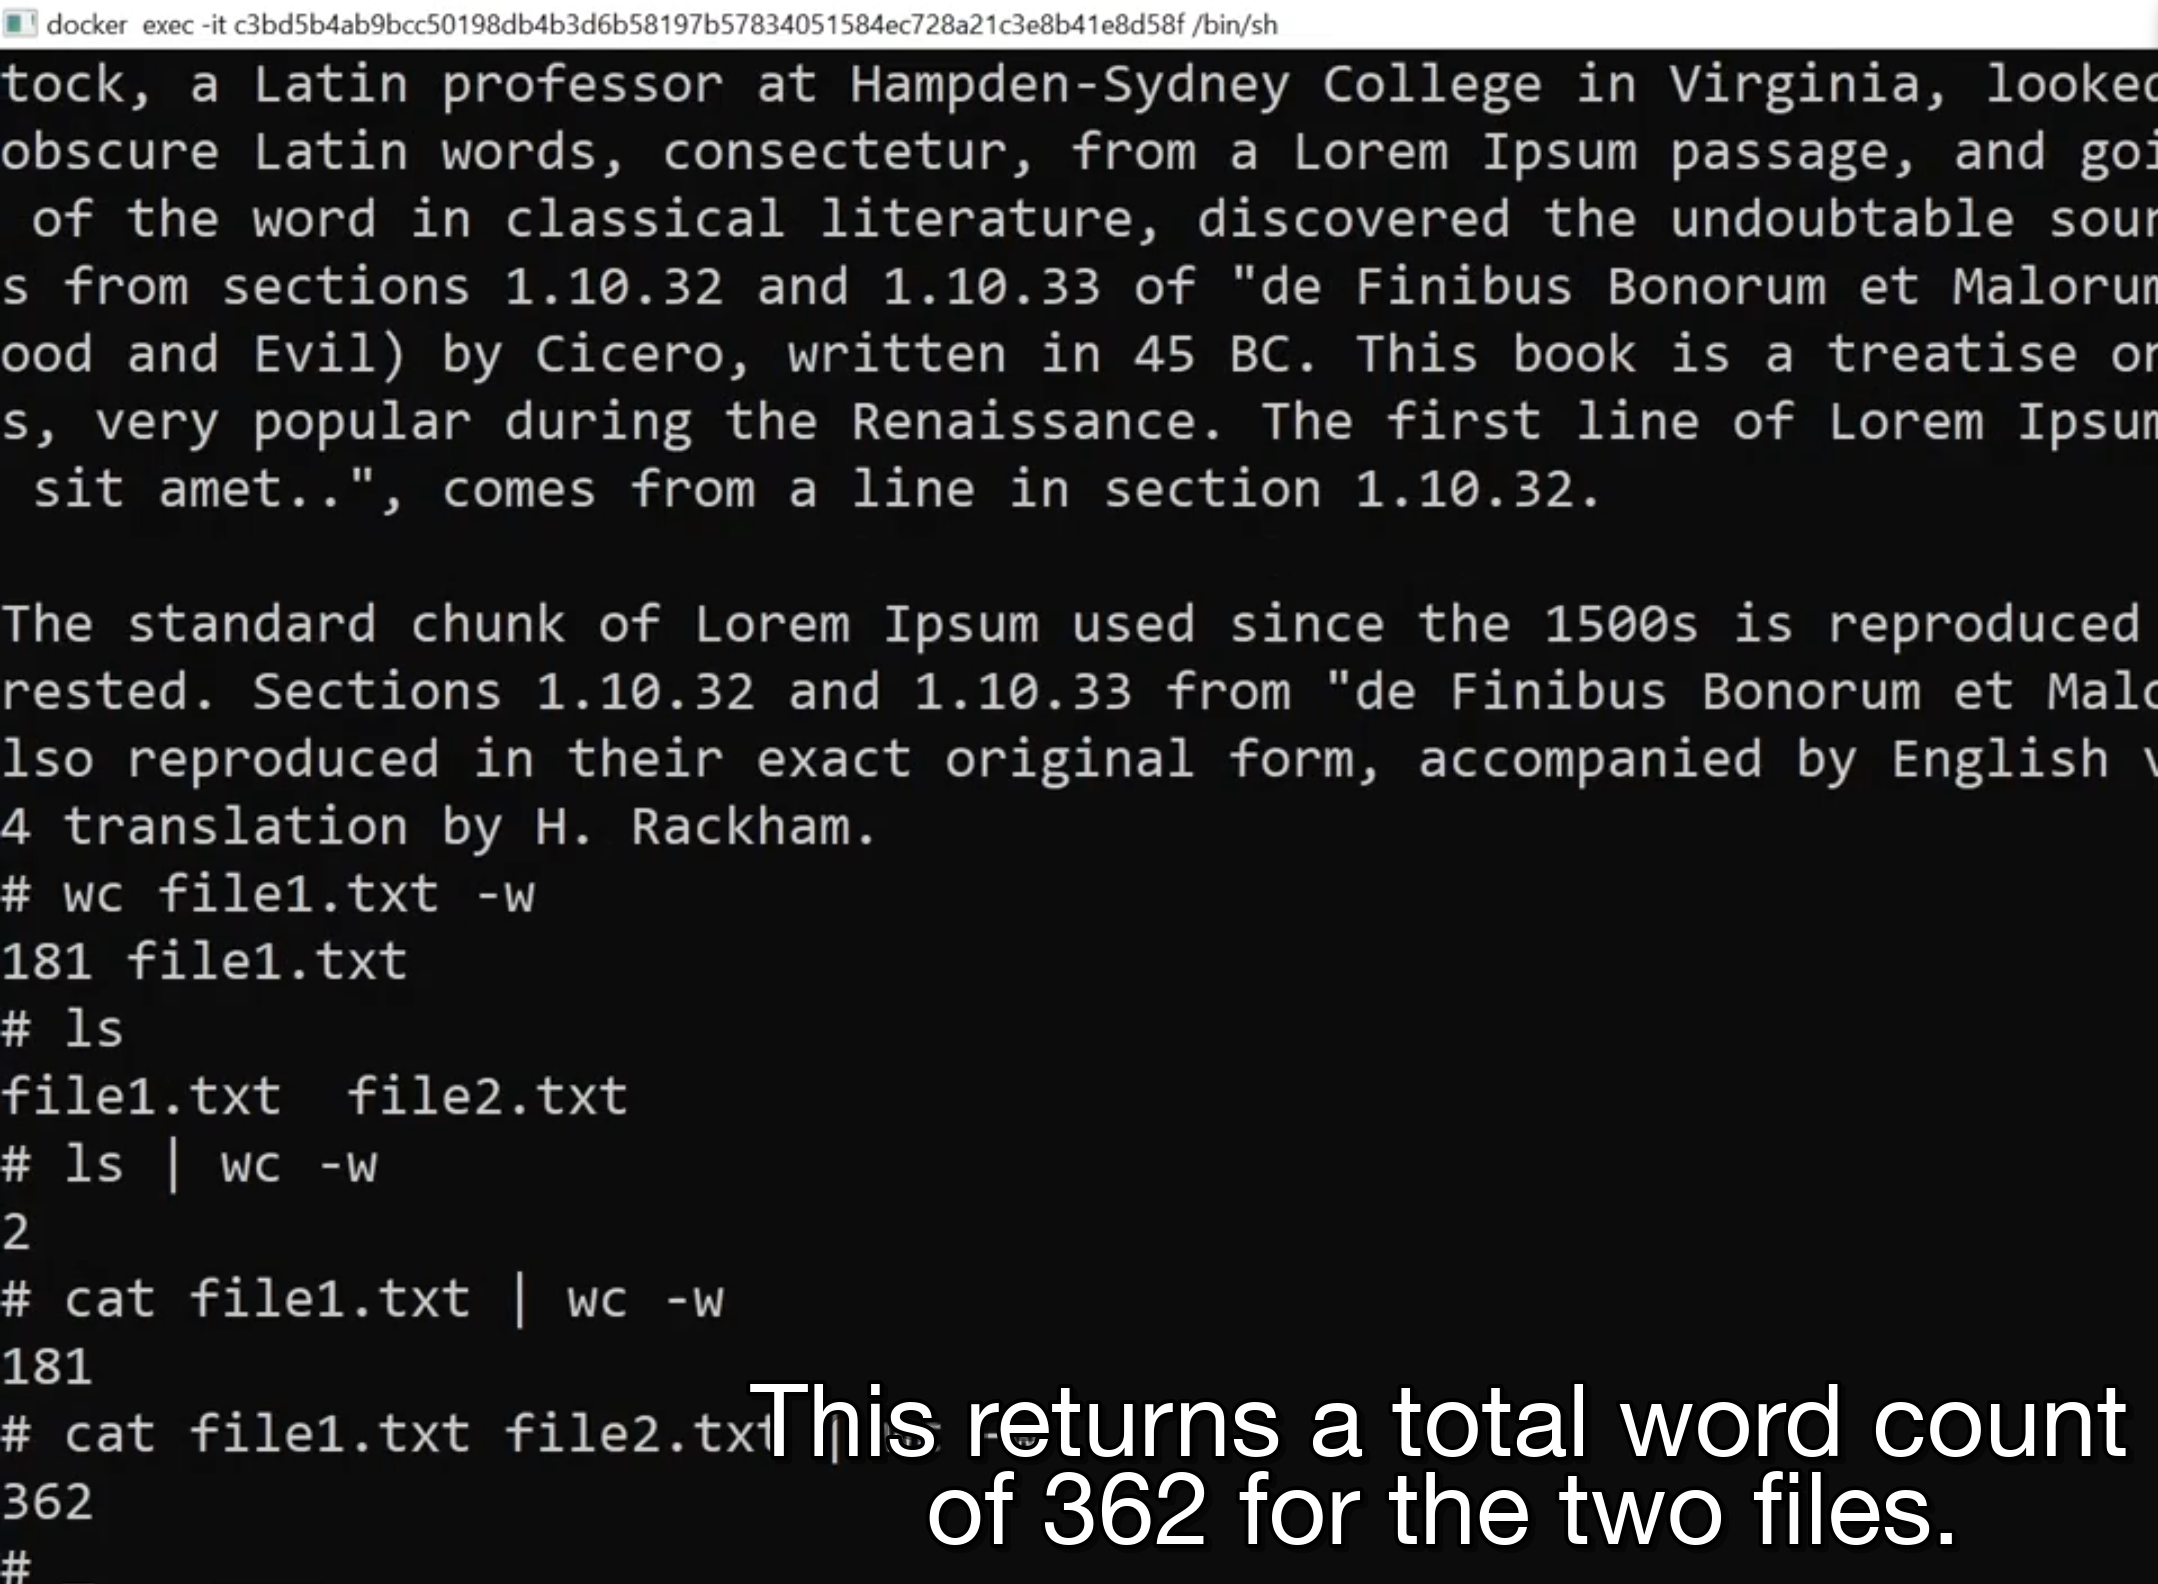 docker exec -it c3bd5b4ab9bcc50198db4b3d6b58197b57834051584ec728a21c3e8b41e8d58f /bin/sh
tock, a Latin professor at Hampden-Sydney College in Virginia, looked
obscure Latin words, consectetur, from a Lorem Ipsum passage, and goi
of the word in classical literature, discovered the undoubtable sour
s from sections 1.10.32 and 1.10.33 of "de Finibus Bonorum et Malorum
ood and Evil) by Cicero, written in 45 BC. This book is a treatise on
s, very popular during the Renaissance. The first line of Lorem Ipsum
sit amet..", comes from a line in section 1.10.32.
The standard chunk of Lorem Ipsum used since the 1500s is reproduced
rested. Sections 1.10.32 and 1.10.33 from "de Finibus Bonorum et Malo
lso reproduced in their exact original form, accompanied by English v
4 translation by H. Rackham.
# wc file1.txt -w
181 file1.txt
# ls
file1.txt  file2.txt
# ls | wc -w
2
# cat file1.txt | wc -w
181
# cat file1.txt file2.txt |
362
#
This returns a total word count
of 362 for the two files.